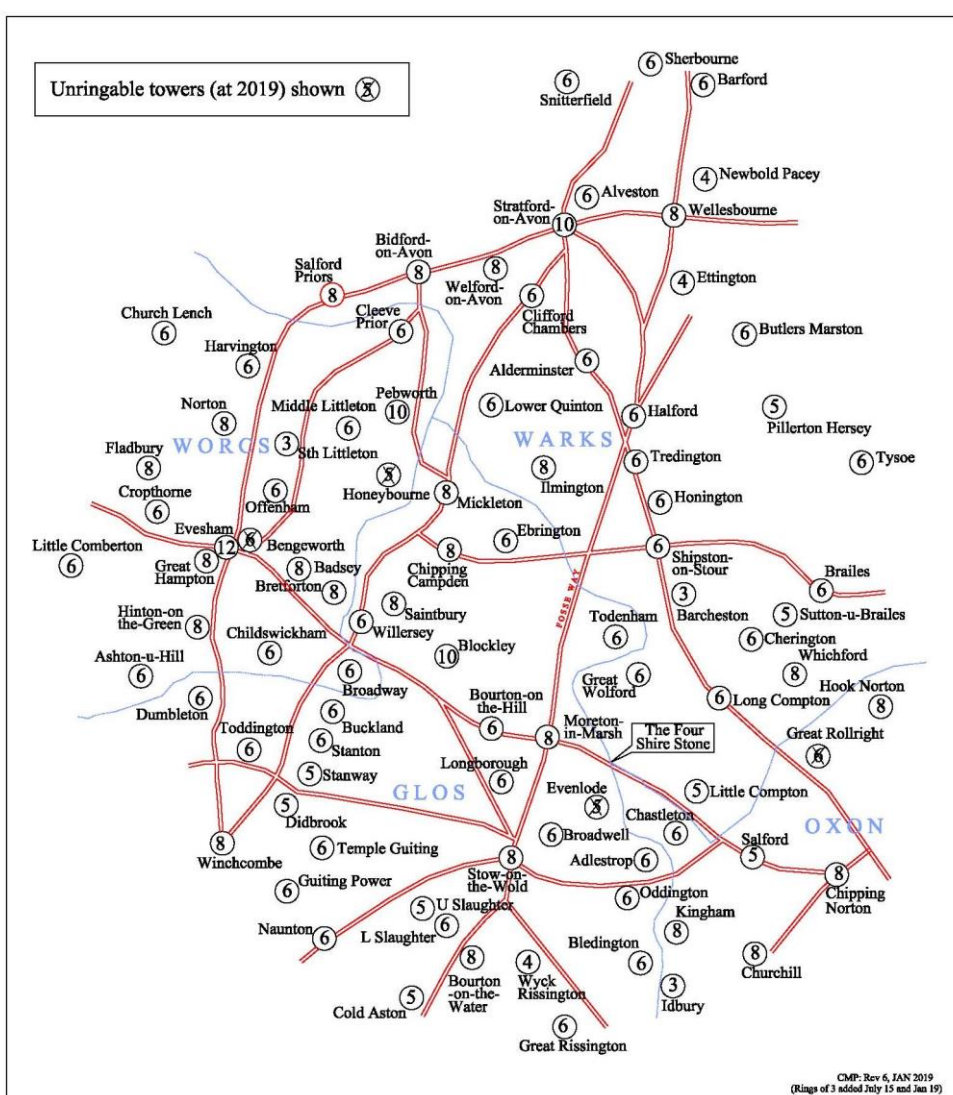 Unringable towers (at 2019) shown 5
6 Sherbourne
6
Snitterfield
6 Barford
4 Newbold Pacey
6 Alveston
Stratford-
on-Avon
10
8 Wellesbourne
Bidford-
on-Avon
8
8
Welford-
on-Avon
4 Ettington
Salford
Priors
8
6
Clifford
Chambers
Church Lench
6
Cleeve
Prior
6
6 Butlers Marston
Harvington
6
Alderminster 6
Pebworth
10
6 Lower Quinton
6 Halford
5
Pillerton Hersey
Norton
8
Middle Littleton
6
WORCS
WARKS
3
Sth Littleton
Fladbury
8
5
Honeybourne
8
Ilmington
6 Tredington
6 Tysoe
Cropthorne
6
6
Offenham
8
Mickleton
6 Honington
Evesham
12
6
Bengeworth
Ebrington
6
Little Comberton
6
Great
Hampton
8
8 Badsey
8
Chipping
Campden
6
Shipston-
on-Stour
Brailes
6
Bretforton 8
8
Saintbury
3
Barcheston
5 Sutton-u-Brailes
Hinton-on
the-Green 8
Childswickham
6
6
Willersey
FOSSE WAY
Todenham
6
6 Cherington
Blockley
10
Whichford
8
Ashton-u-Hill
6
6
Broadway
Great
Wolford
6
Hook Norton
8
8
Dumbleton
Bourton-on
the-Hill 6
6 Long Compton
Toddington
6
6
Buckland
Moreton-
in-Marsh
8
The Four
Shire Stone
Great Rollright
6
6
Stanton
5 Stanway
Longborough
6
GLOS
Evenlode
5
5 Little Compton
5
Didbrook
Chastleton
6
OXON
8
Winchcombe
6 Temple Guiting
6 Broadwell
Salford
5
8
Stow-on-
the-Wold
Adlestrop 6
8
Chipping
Norton
Guiting Power
6
Oddington
6
5 U Slaughter
Kingham
8
Naunton
6
L Slaughter 6
Bledington
6
8
Churchill
8
Bourton
-on-the-
Water
4
Wyck
Rissington
3
Idbury
Cold Aston 5
6
Great Rissington
CMP: Rev 6, JAN 2019
(Rings of 3 added July 15 and Jan 19)